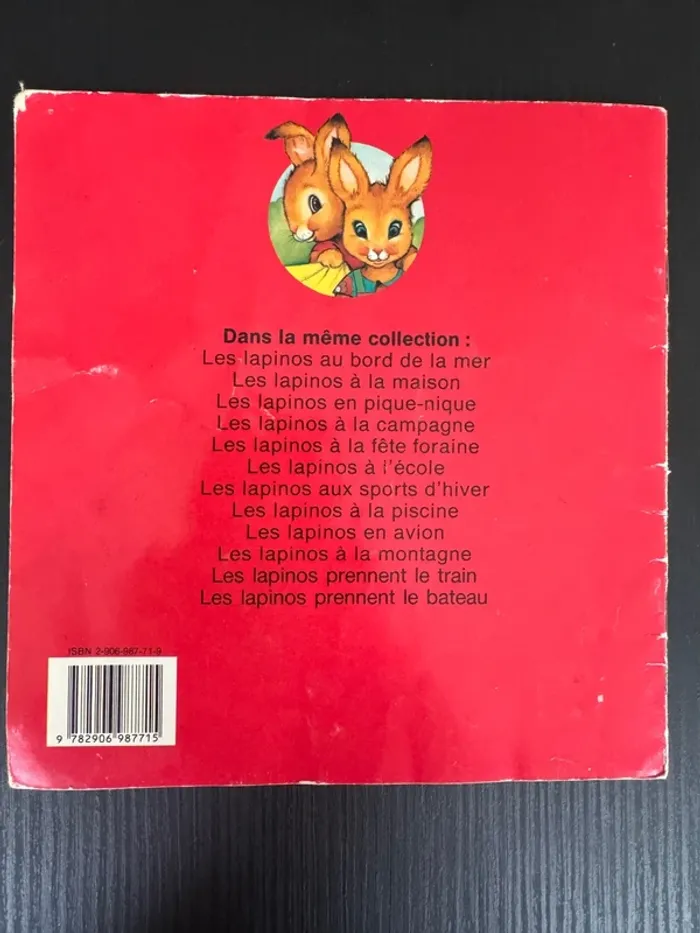 Dans la même collection :
Les lapinos au bord de la mer
Les lapinos à la maison
Les lapinos en pique-nique
Les lapinos à la campagne
Les lapinos à la fête foraine
Les lapinos à l'école
Les lapinos aux sports d'hiver
Les lapinos à la piscine
Les lapinos en avion
Les lapinos à la montagne
Les lapinos prennent le train
Les lapinos prennent le bateau
ISBN 2-906-987-71-9
9 782906 987715